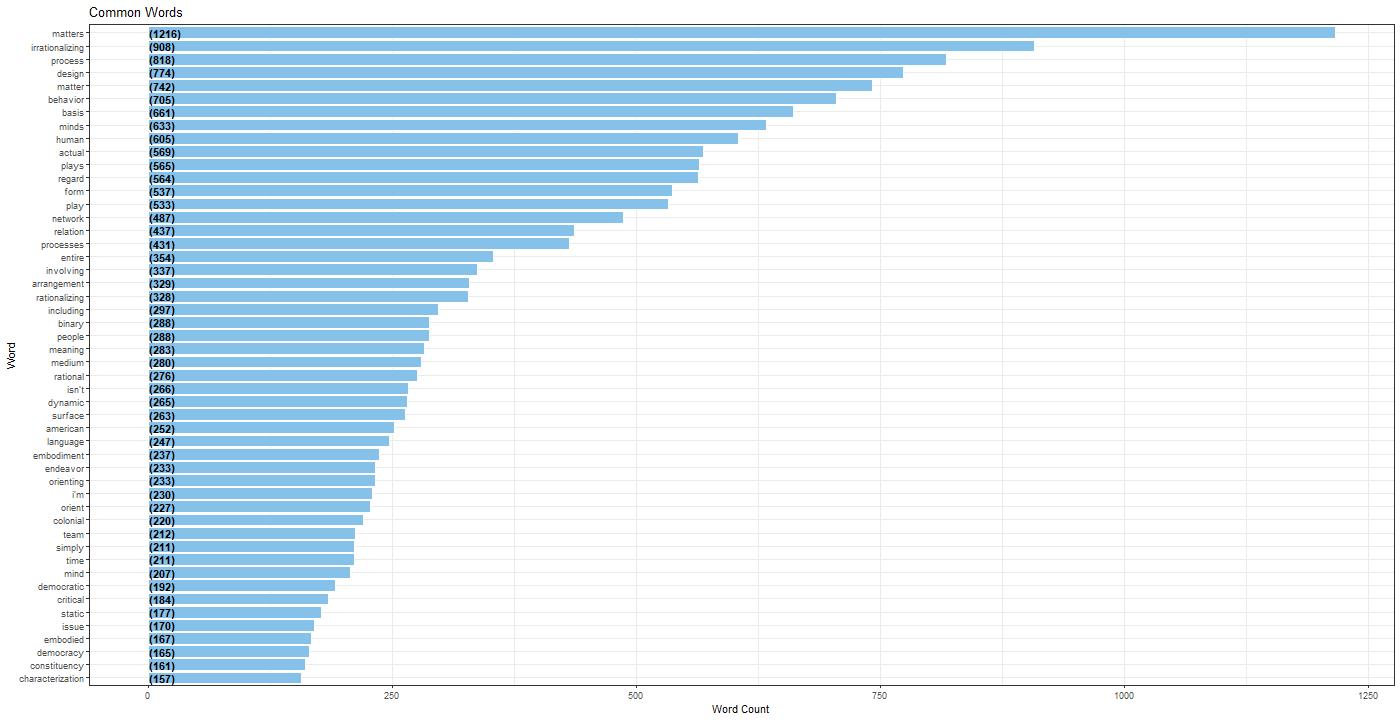 Common Words
matters (1216)
irrationalizing (908)
process (818)
design (774)
matter (742)
behavior (705)
basis (661)
minds (633)
human (605)
actual (569)
plays (565)
regard (564)
form (537)
play (533)
network (487)
relation (437)
processes (431)
entire (354)
involving (337)
arrangement (329)
rationalizing (328)
including (297)
binary (288)
people (288)
meaning (283)
medium (280)
rational (276)
isn't (266)
dynamic (265)
surface (263)
american (252)
language (247)
embodiment (237)
endeavor (233)
orienting (233)
i'm (230)
orient (227)
colonial (220)
team (212)
simply (211)
time (211)
mind (207)
democratic (192)
critical (184)
static (177)
issue (170)
embodied (167)
democracy (165)
constituency (161)
characterization (157)
Word
0 250 500 750 1000 1250
Word Count